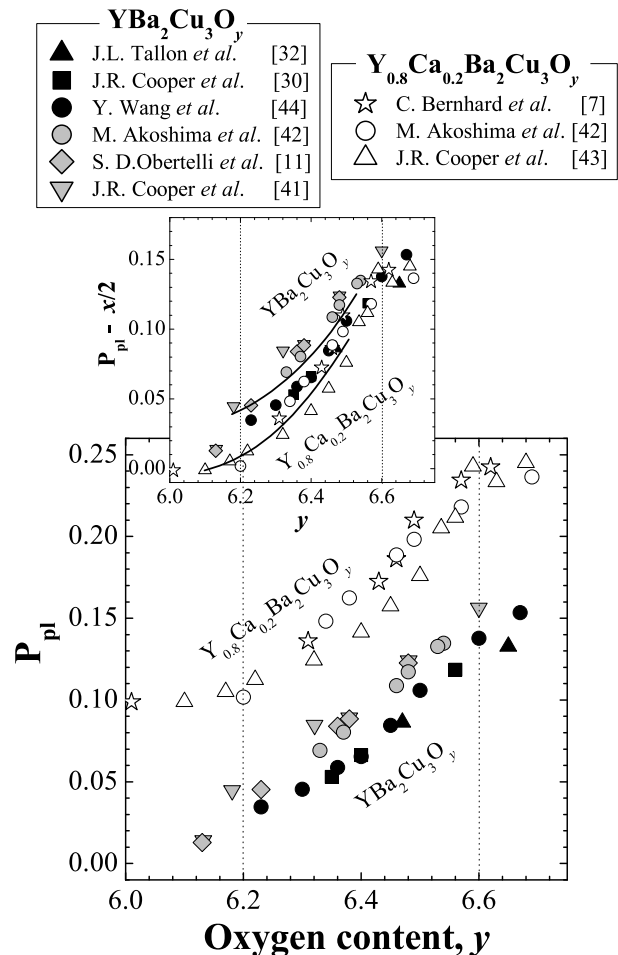 YBa2Cu3Oy
J.L. Tallon et al. [32]
J.R. Cooper et al. [30]
Y. Wang et al. [44]
M. Akoshima et al. [42]
S. D.Obertelli et al. [11]
J.R. Cooper et al. [41]
Y0.8Ca0.2Ba2Cu3Oy
C. Bernhard et al. [7]
M. Akoshima et al. [42]
J.R. Cooper et al. [43]
0.15
0.10
0.05
0.00
Ppl - x/2
YBa2Cu3Oy
Y0.8Ca0.2Ba2Cu3Oy
6.0 6.2 6.4 6.6
y
0.25
0.20
0.15
0.10
0.05
0.00
Ppl
Y0.8Ca0.2Ba2Cu3Oy
YBa2Cu3Oy
6.0 6.2 6.4 6.6
Oxygen content, y